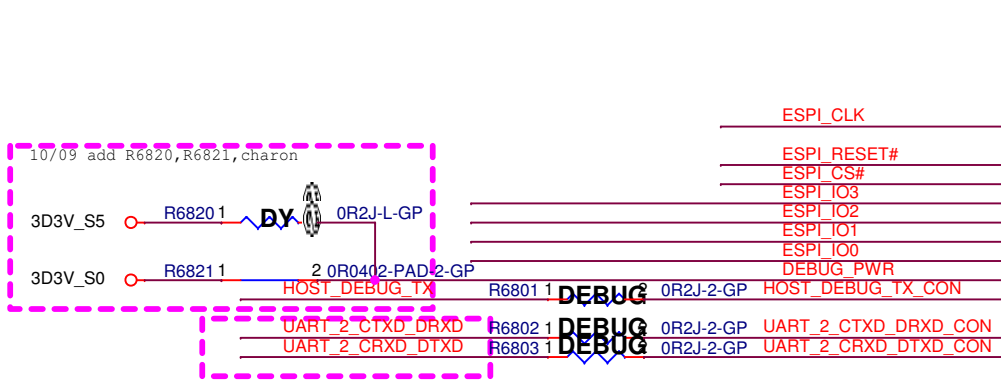 ESPI_CLK
10/09 add R6820,R6821,charon
ESPI_RESET#
ESPI_CS#
ESPI_IO3
3D3V_S5 R6820 1 DY 0R2J-L-GP
ESPI_IO2
ESPI_IO1
ESPI_IO0
3D3V_S0 R6821 1 2 0R0402-PAD-2-GP DEBUG_PWR
HOST_DEBUG_TX R6801 1 DEBUG 2 0R2J-2-GP HOST_DEBUG_TX_CON
UART_2_CTXD_DRXD R6802 1 DEBUG 2 0R2J-2-GP UART_2_CTXD_DRXD_CON
UART_2_CRXD_DTXD R6803 1 DEBUG 2 0R2J-2-GP UART_2_CRXD_DTXD_CON